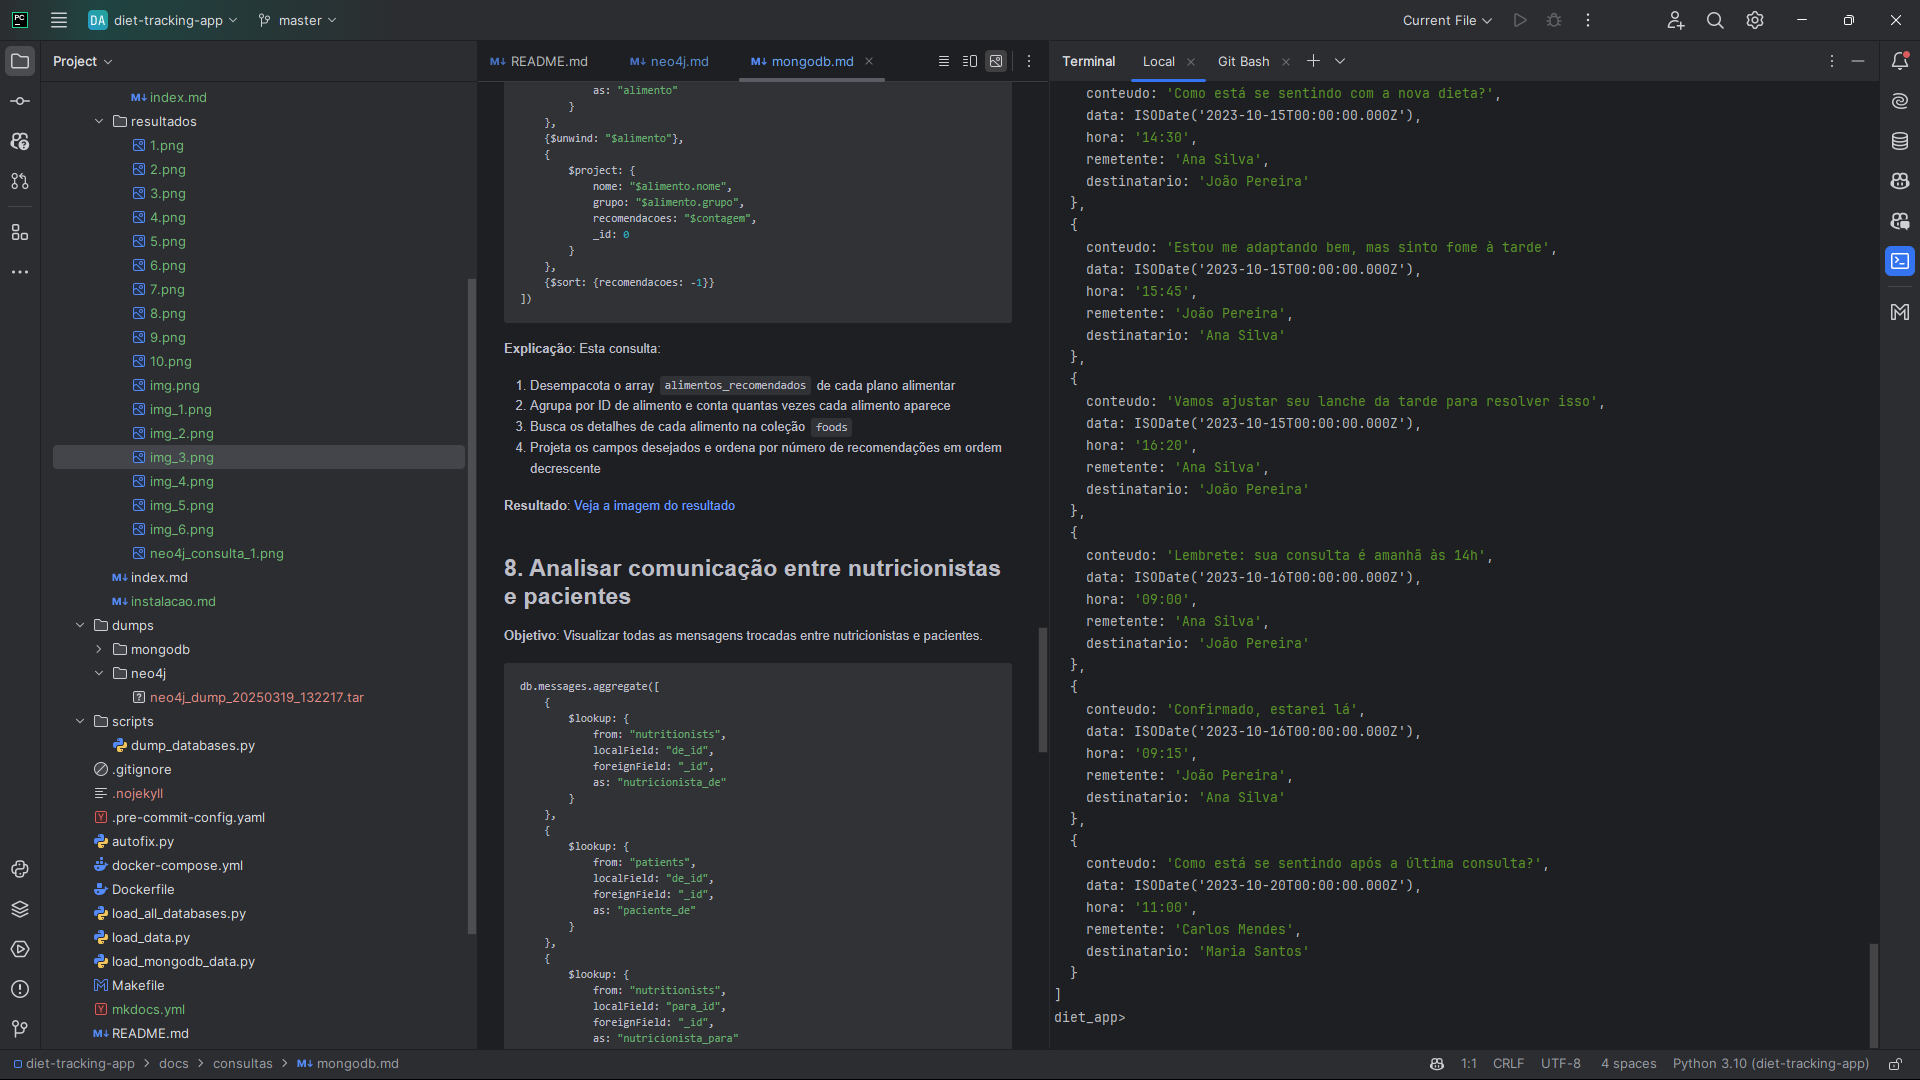 PC
DA diet-tracking-app
master
Current File
Project
index.md
resultados
1.png
2.png
3.png
4.png
5.png
6.png
7.png
8.png
9.png
10.png
img.png
img_1.png
img_2.png
img_3.png
img_4.png
img_5.png
img_6.png
neo4j_consulta_1.png
index.md
instalacao.md
dumps
mongodb
neo4j
neo4j_dump_20250319_132217.tar
scripts
dump_databases.py
.gitignore
.nojekyll
.pre-commit-config.yaml
autofix.py
docker-compose.yml
Dockerfile
load_all_databases.py
load_data.py
load_mongodb_data.py
Makefile
mkdocs.yml
README.md
README.md
neo4j.md
mongodb.md
as: "alimento"
}
},
{$unwind: "$alimento"},
{
$project: {
nome: "$alimento.nome",
grupo: "$alimento.grupo",
recomendacoes: "$contagem",
_id: 0
}
},
{$sort: {recomendacoes: -1}}
])
Explicação: Esta consulta:
1. Desempacota o array alimentos_recomendados de cada plano alimentar
2. Agrupa por ID de alimento e conta quantas vezes cada alimento aparece
3. Busca os detalhes de cada alimento na coleção foods
4. Projeta os campos desejados e ordena por número de recomendações em ordem
decrescente
Resultado: Veja a imagem do resultado
8. Analisar comunicação entre nutricionistas
e pacientes
Objetivo: Visualizar todas as mensagens trocadas entre nutricionistas e pacientes.
db.messages.aggregate([
{
$lookup: {
from: "nutritionists",
localField: "de_id",
foreignField: "_id",
as: "nutricionista_de"
}
},
{
$lookup: {
from: "patients",
localField: "de_id",
foreignField: "_id",
as: "paciente_de"
}
},
{
$lookup: {
from: "nutritionists",
localField: "para_id",
foreignField: "_id",
as: "nutricionista_para"
Terminal
Local
Git Bash
conteudo: 'Como está se sentindo com a nova dieta?',
data: ISODate('2023-10-15T00:00:00.000Z'),
hora: '14:30',
remetente: 'Ana Silva',
destinatario: 'João Pereira'
},
{
conteudo: 'Estou me adaptando bem, mas sinto fome à tarde',
data: ISODate('2023-10-15T00:00:00.000Z'),
hora: '15:45',
remetente: 'João Pereira',
destinatario: 'Ana Silva'
},
{
conteudo: 'Vamos ajustar seu lanche da tarde para resolver isso',
data: ISODate('2023-10-15T00:00:00.000Z'),
hora: '16:20',
remetente: 'Ana Silva',
destinatario: 'João Pereira'
},
{
conteudo: 'Lembrete: sua consulta é amanhã às 14h',
data: ISODate('2023-10-16T00:00:00.000Z'),
hora: '09:00',
remetente: 'Ana Silva',
destinatario: 'João Pereira'
},
{
conteudo: 'Confirmado, estarei lá',
data: ISODate('2023-10-16T00:00:00.000Z'),
hora: '09:15',
remetente: 'João Pereira',
destinatario: 'Ana Silva'
},
{
conteudo: 'Como está se sentindo após a última consulta?',
data: ISODate('2023-10-20T00:00:00.000Z'),
hora: '11:00',
remetente: 'Carlos Mendes',
destinatario: 'Maria Santos'
}
]
diet_app>
diet-tracking-app > docs > consultas > mongodb.md
1:1 CRLF UTF-8 4 spaces Python 3.10 (diet-tracking-app)